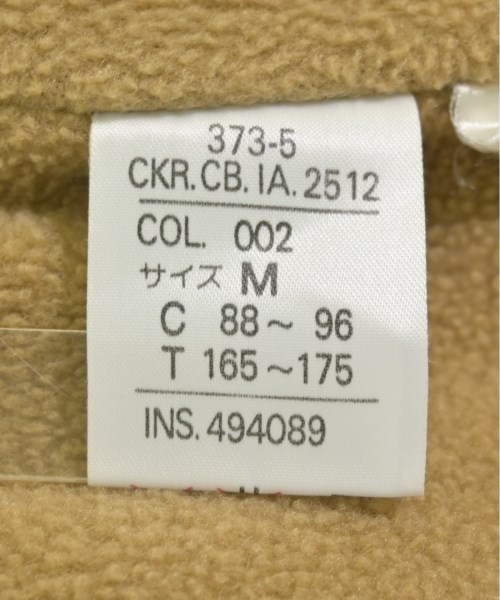 373-5
CKR.CB.IA.2512
COL. 002
サイズ M
C 88～ 96
T 165～175
INS.494089